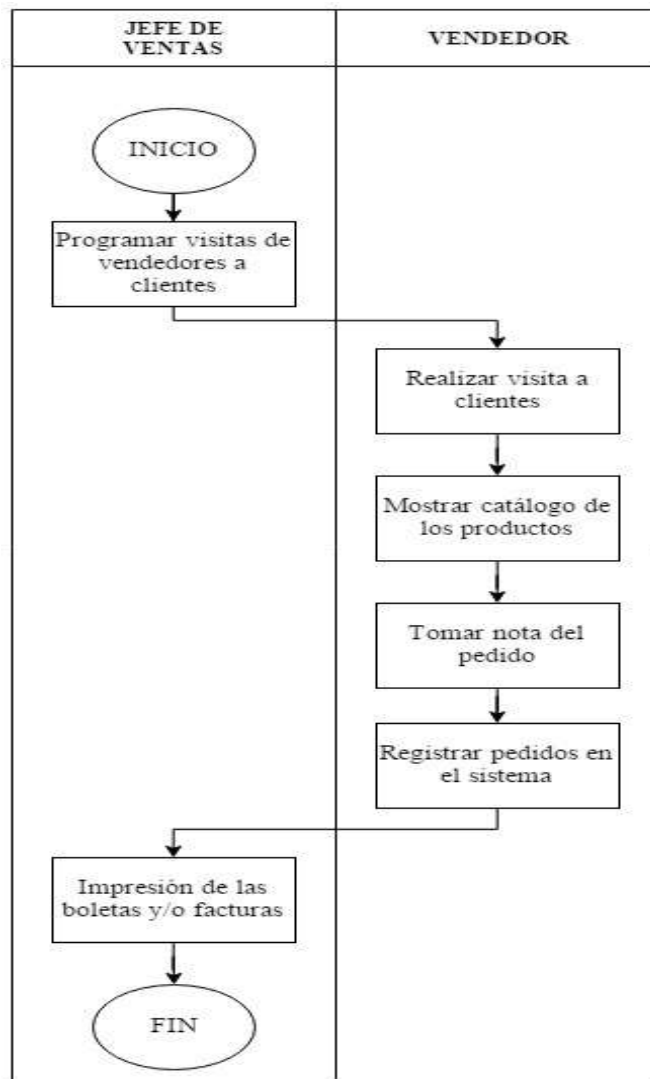 JEFE DE
VENTAS
VENDEDOR
INICIO
Programar visitas de
vendedores a
clientes
Realizar visita a
clientes
Mostrar catálogo de
los productos
Tomar nota del
pedido
Registrar pedidos en
el sistema
Impresión de las
boletas y/o facturas
FIN